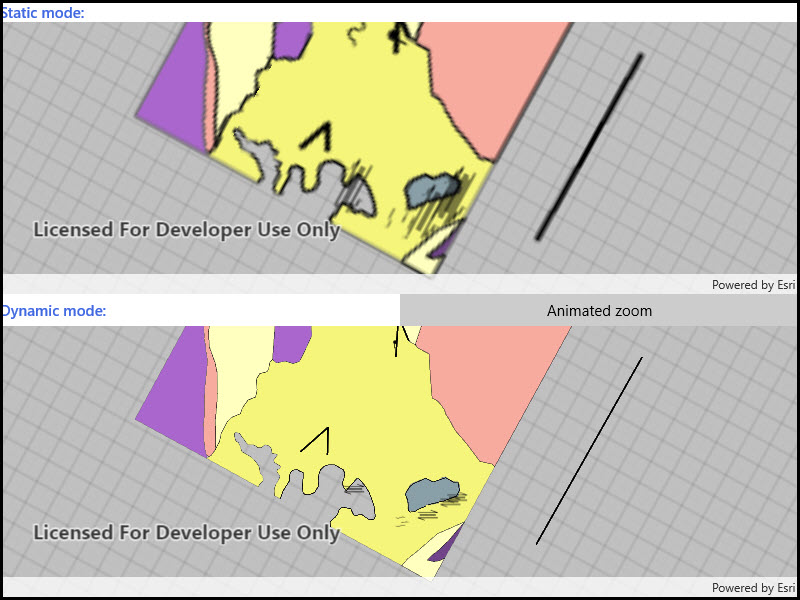 Static mode:
Licensed For Developer Use Only
Powered by Esri
Dynamic mode:
Animated zoom
Licensed For Developer Use Only
Powered by Esri